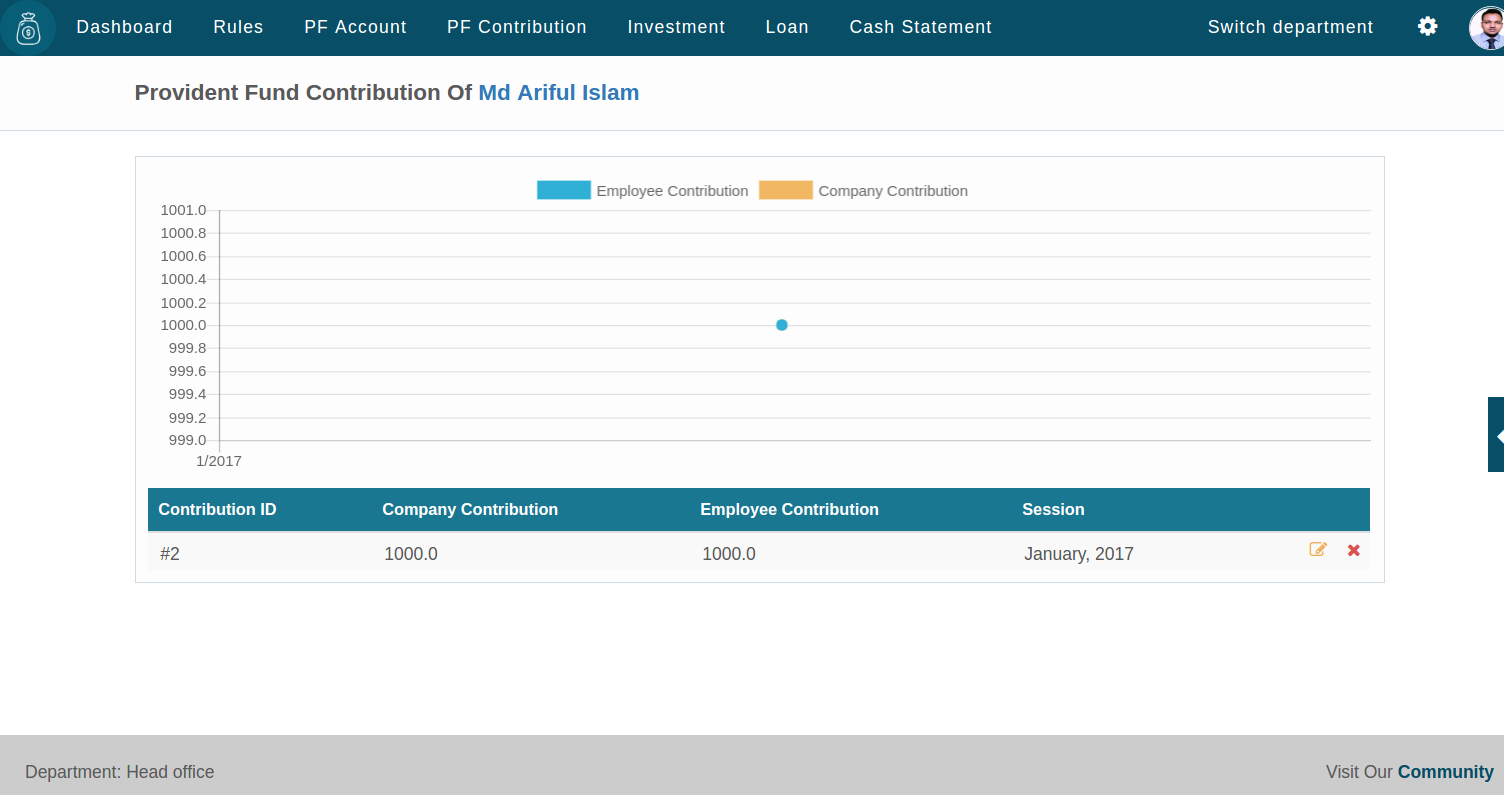 Dashboard Rules PF Account PF Contribution Investment Loan Cash Statement Switch department
Provident Fund Contribution Of Md Ariful Islam
Employee Contribution Company Contribution
1001.0
1000.8
1000.6
1000.4
1000.2
1000.0
999.8
999.6
999.4
999.2
999.0
1/2017
Contribution ID Company Contribution Employee Contribution Session
#2 1000.0 1000.0 January, 2017
Department: Head office Visit Our Community